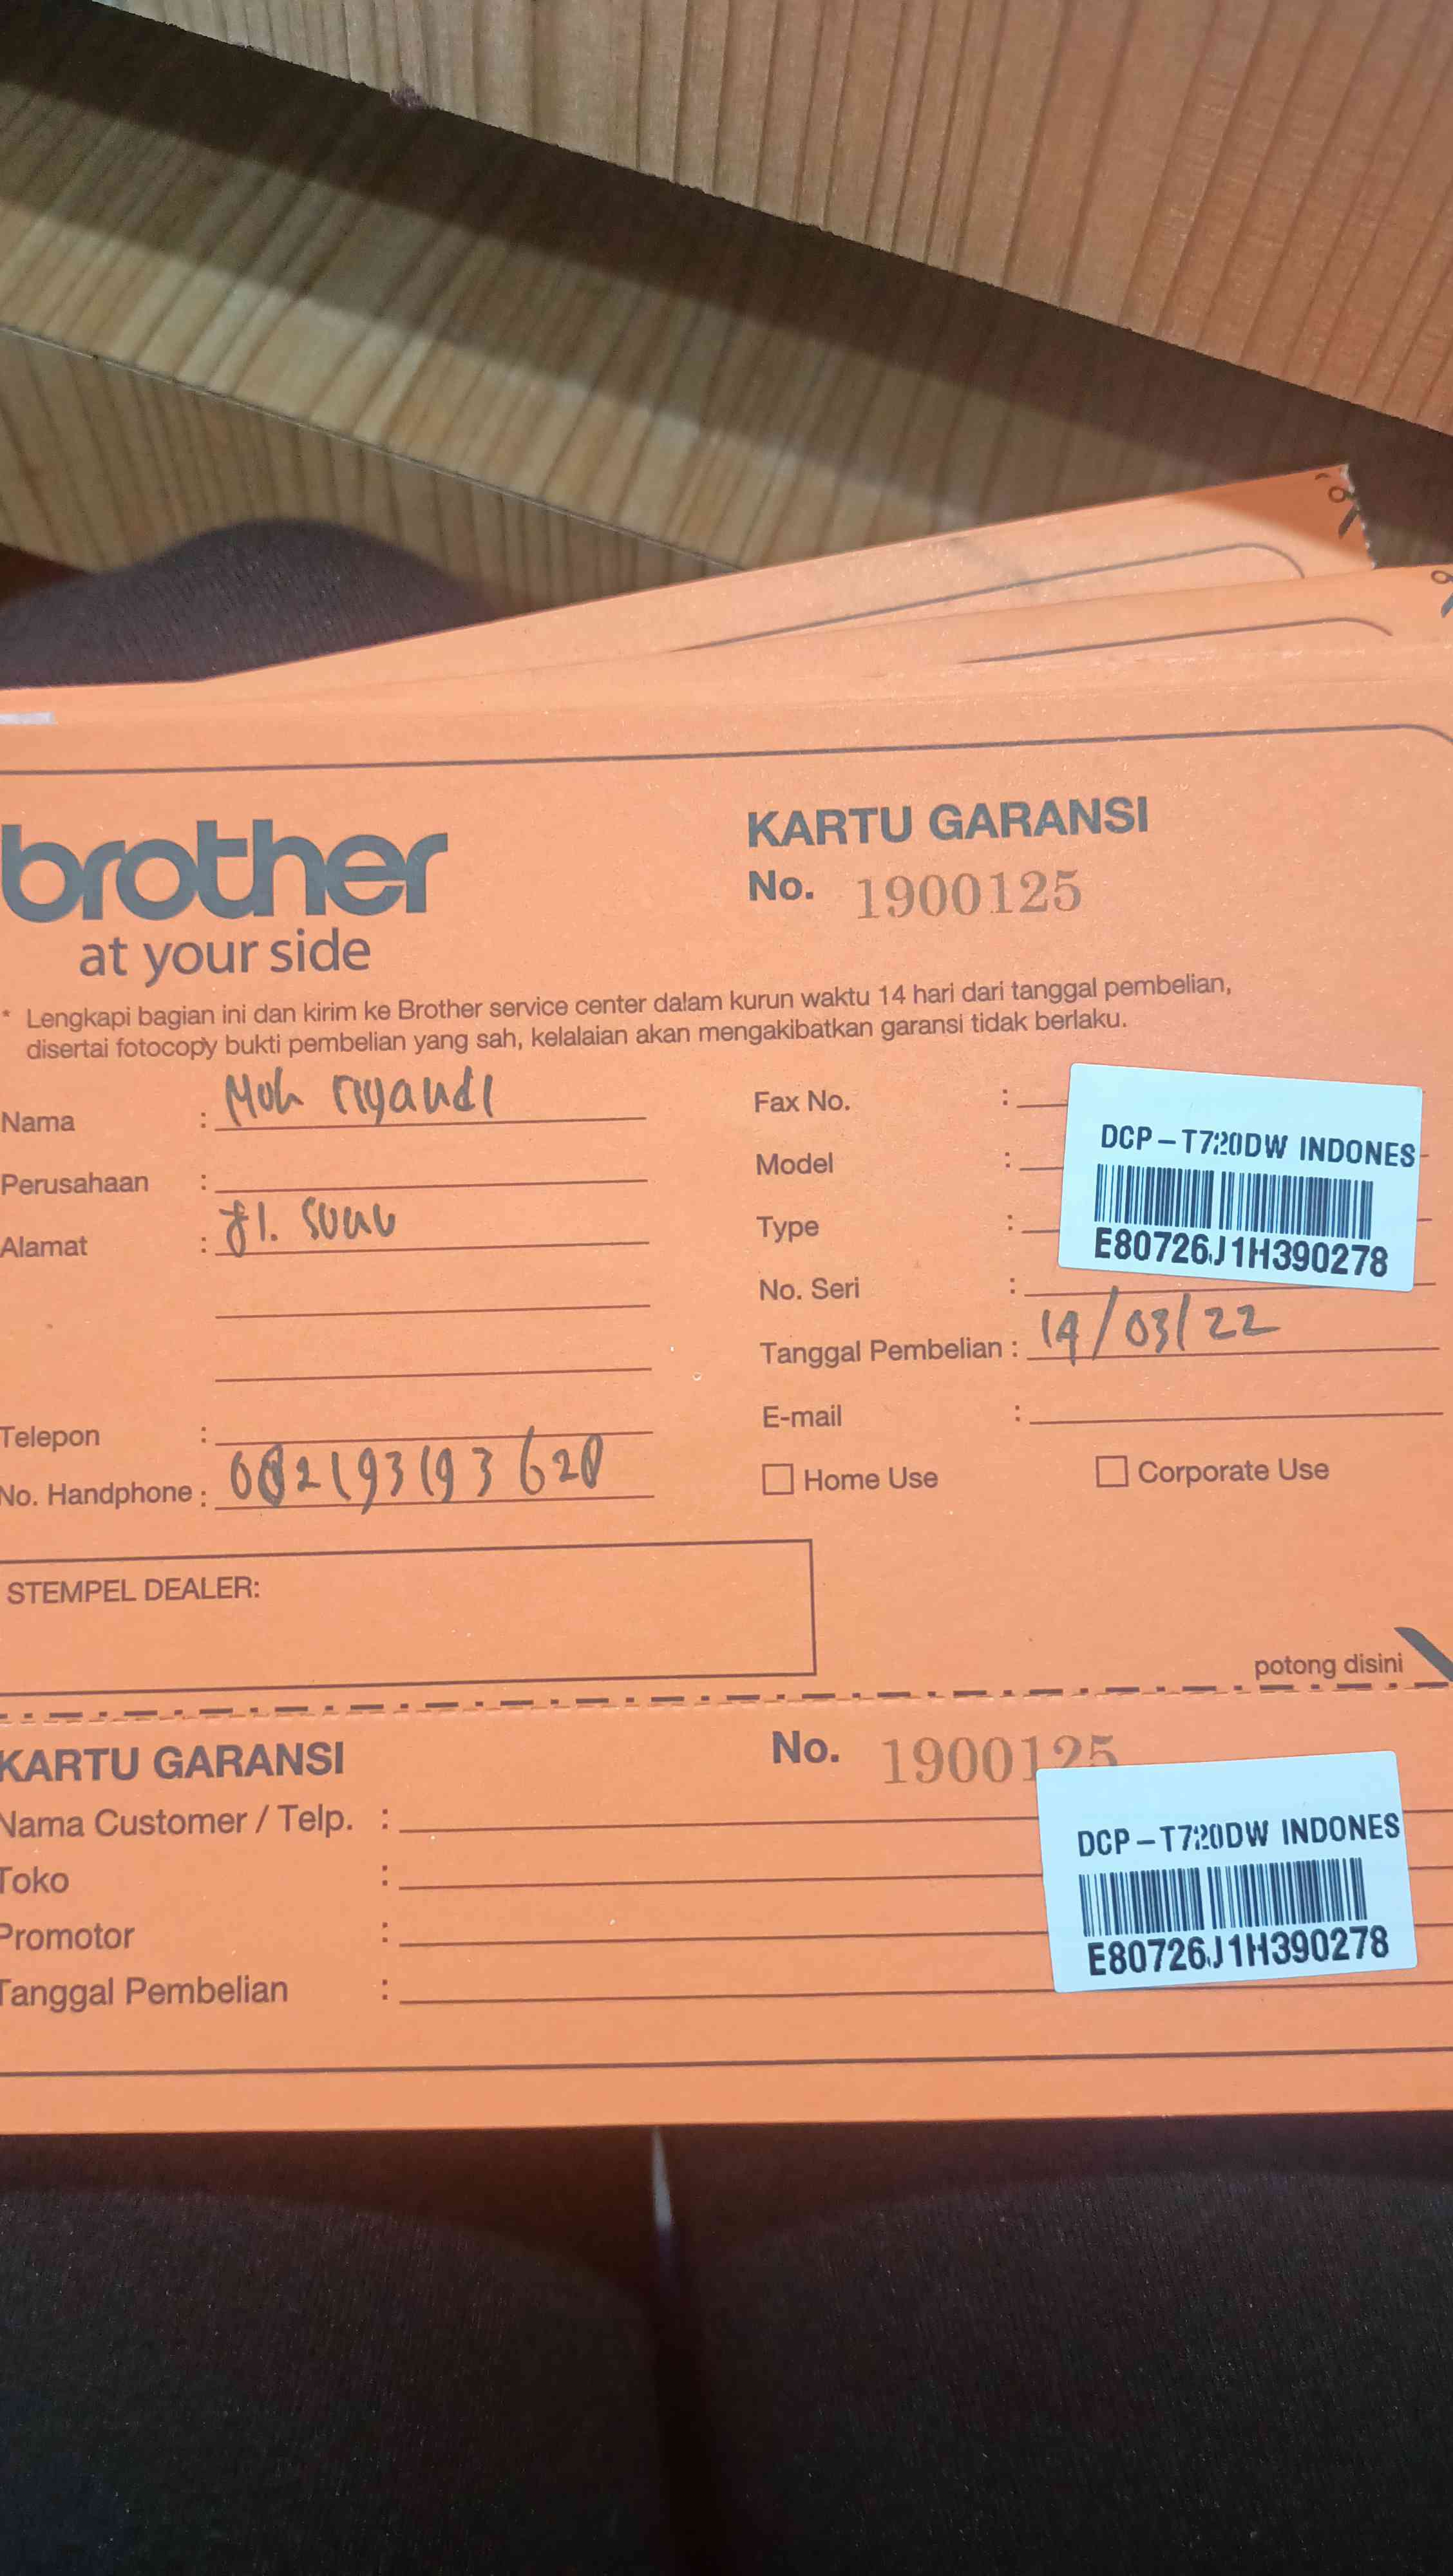 brother
at your side
KARTU GARANSI
No. 1900125
* Lengkapi bagian ini dan kirim ke Brother service center dalam kurun waktu 14 hari dari tanggal pembelian,
disertai fotocopy bukti pembelian yang sah, kelalaian akan mengakibatkan garansi tidak berlaku.
Nama : Moh riyandi
Perusahaan :
Alamat : Jl.
Telepon :
No. Handphone :
Fax No. :
Model :
Type :
No. Seri :
DCP-T720DW INDONES
E80726J1H390278
Tanggal Pembelian : 14/03/22
E-mail :
Home Use
Corporate Use
STEMPEL DEALER:
potong disini
KARTU GARANSI
No. 1900125
Nama Customer / Telp. :
Toko :
Promotor :
Tanggal Pembelian :
DCP-T720DW INDONES
E80726J1H390278